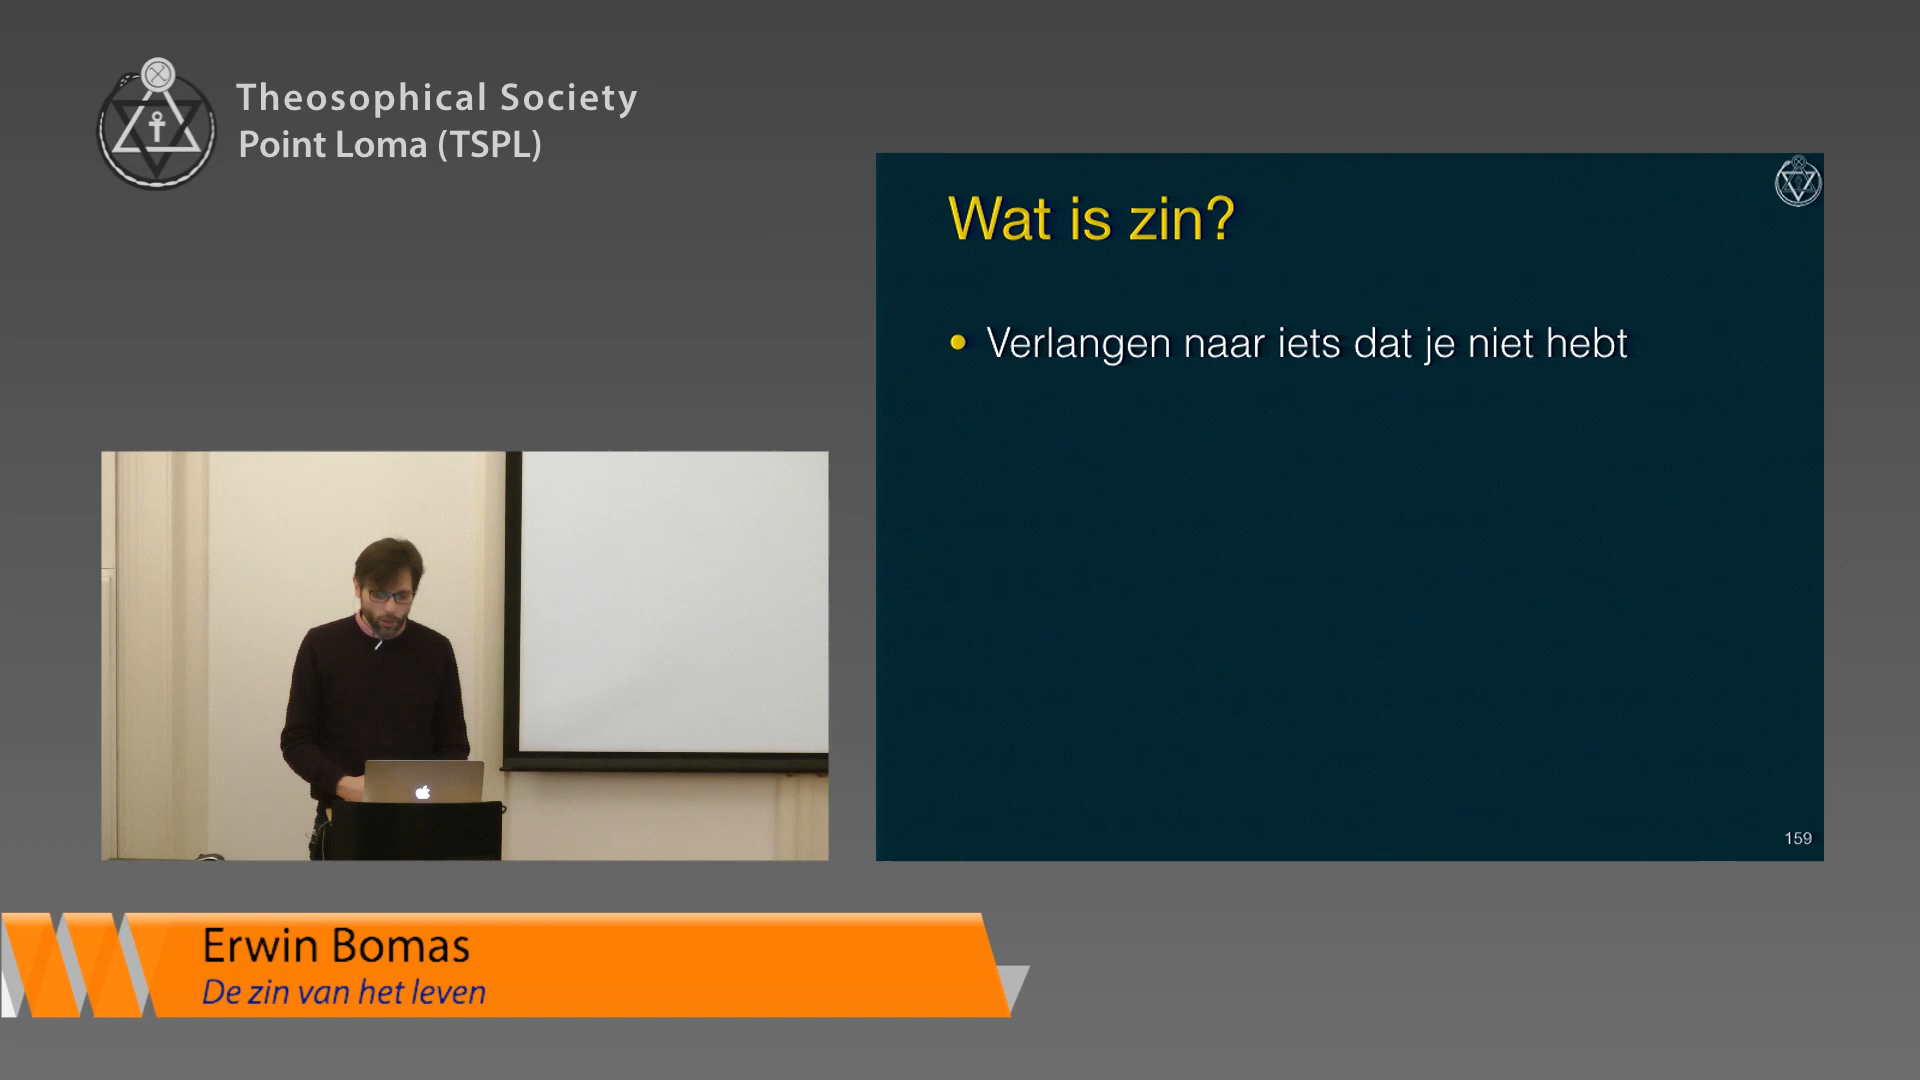 Theosophical Society
Point Loma (TSPL)
Wat is zin?
• Verlangen naar iets dat je niet hebt
159
Erwin Bomas
De zin van het leven